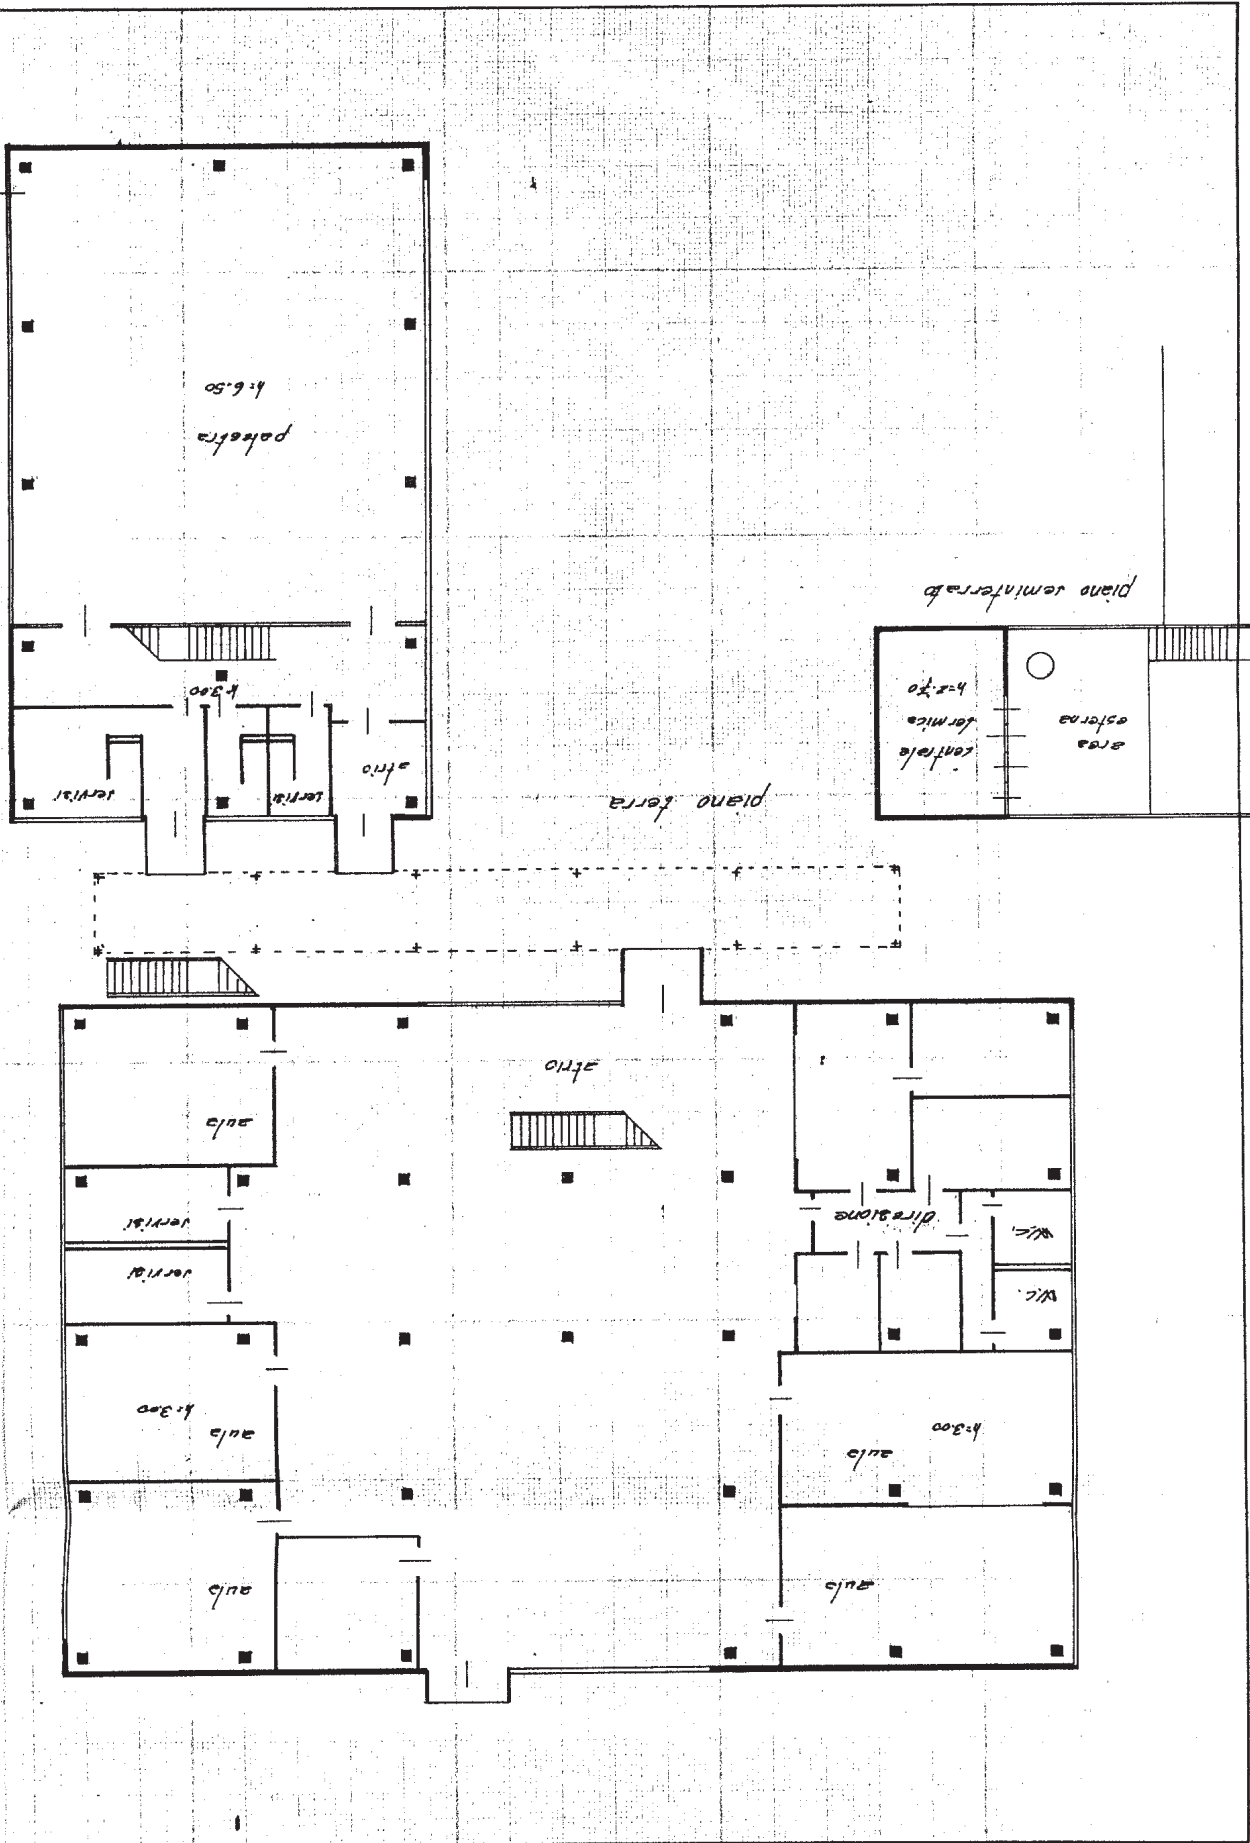 aula
aula
aula
h=3.00
aula
h=3.00
W.C.
servizi
W.C.
direzione
servizi
aula
atrio
piano terra
area
esterna
centrale
termica
h=2.70
piano seminterrato
atrio
servizi
servizi
h 3.00
palestra
h=6.50